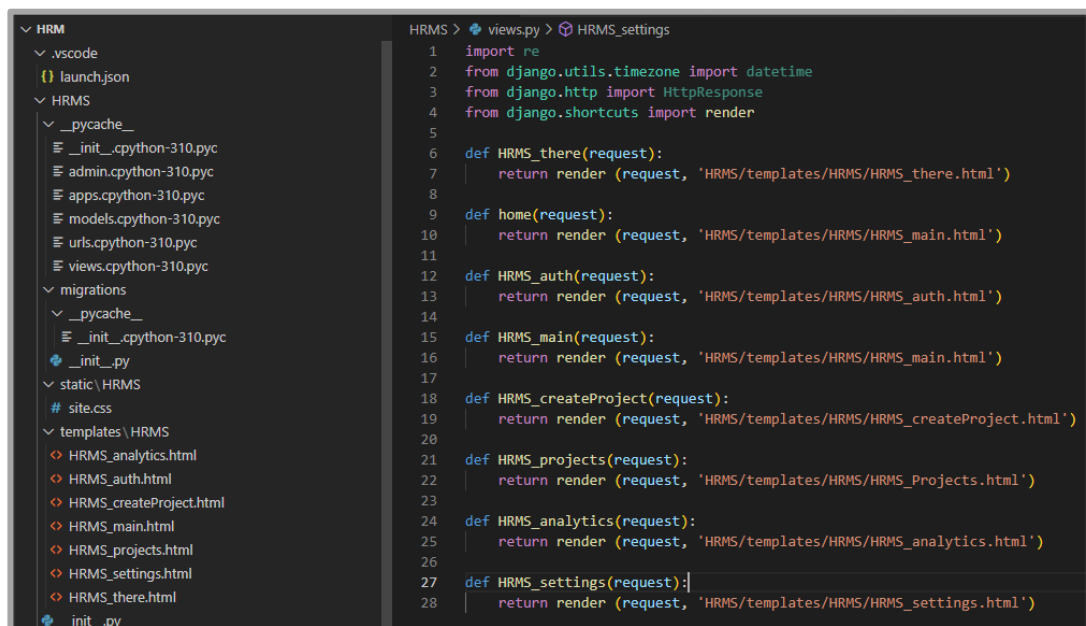 HRM
.vscode
{} launch.json
HRMS
__pycache__
__init__.cpython-310.pyc
admin.cpython-310.pyc
apps.cpython-310.pyc
models.cpython-310.pyc
urls.cpython-310.pyc
views.cpython-310.pyc
migrations
__pycache__
__init__.cpython-310.pyc
__init__.py
static\HRMS
# site.css
templates\HRMS
<> HRMS_analytics.html
<> HRMS_auth.html
<> HRMS_createProject.html
<> HRMS_main.html
<> HRMS_projects.html
<> HRMS_settings.html
<> HRMS_there.html
__init__.py
HRMS > views.py > HRMS_settings
1 import re
2 from django.utils.timezone import datetime
3 from django.http import HttpResponse
4 from django.shortcuts import render
5
6 def HRMS_there(request):
7 return render (request, 'HRMS/templates/HRMS/HRMS_there.html')
8
9 def home(request):
10 return render (request, 'HRMS/templates/HRMS/HRMS_main.html')
11
12 def HRMS_auth(request):
13 return render (request, 'HRMS/templates/HRMS/HRMS_auth.html')
14
15 def HRMS_main(request):
16 return render (request, 'HRMS/templates/HRMS/HRMS_main.html')
17
18 def HRMS_createProject(request):
19 return render (request, 'HRMS/templates/HRMS/HRMS_createProject.html')
20
21 def HRMS_projects(request):
22 return render (request, 'HRMS/templates/HRMS/HRMS_Projects.html')
23
24 def HRMS_analytics(request):
25 return render (request, 'HRMS/templates/HRMS/HRMS_analytics.html')
26
27 def HRMS_settings(request):
28 return render (request, 'HRMS/templates/HRMS/HRMS_settings.html')